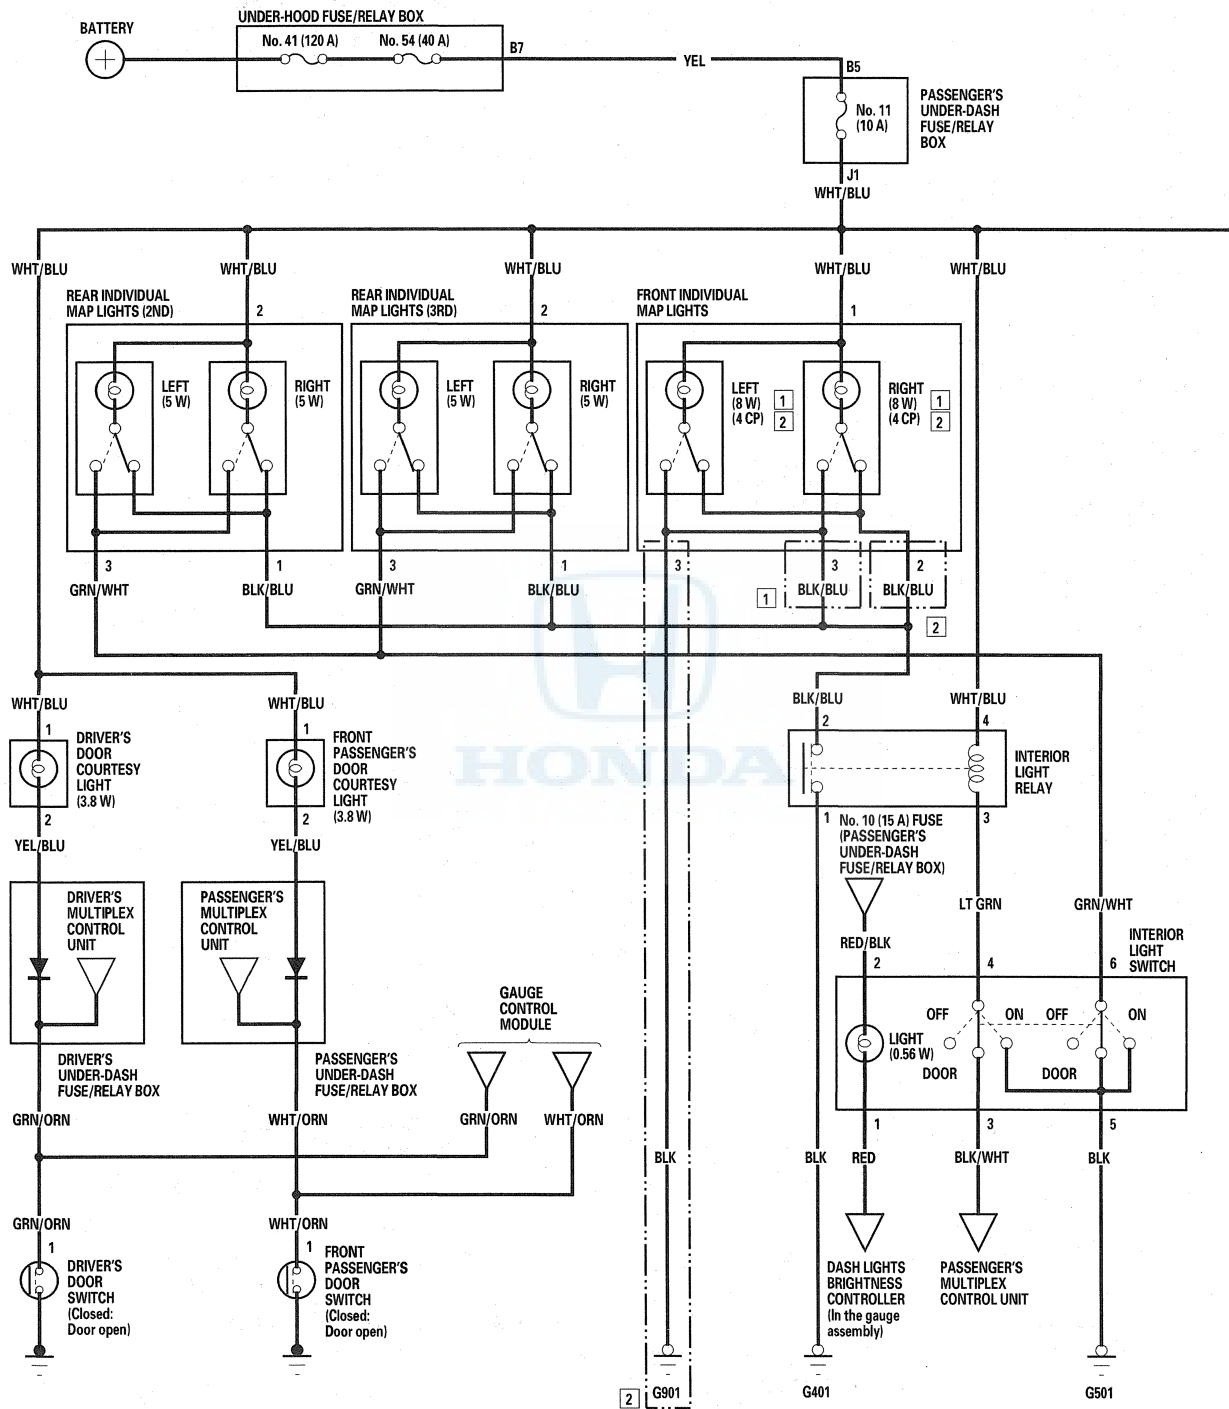 UNDER-HOOD FUSE/RELAY BOX
BATTERY
No. 41 (120 A)
No. 54 (40 A)
B7
YEL
B5
No. 11
(10 A)
PASSENGER'S
UNDER-DASH
FUSE/RELAY
BOX
J1
WHT/BLU
WHT/BLU
WHT/BLU
WHT/BLU
WHT/BLU
WHT/BLU
REAR INDIVIDUAL
MAP LIGHTS (2ND)
2
REAR INDIVIDUAL
MAP LIGHTS (3RD)
2
FRONT INDIVIDUAL
MAP LIGHTS
1
LEFT
(5 W)
RIGHT
(5 W)
LEFT
(5 W)
RIGHT
(5 W)
LEFT
(8 W) 1
(4 CP) 2
RIGHT
(8 W) 1
(4 CP) 2
3
1
3
1
3
3
2
GRN/WHT
BLK/BLU
GRN/WHT
BLK/BLU
1
BLK/BLU
BLK/BLU
2
HONDA
WHT/BLU
WHT/BLU
BLK/BLU
WHT/BLU
1
DRIVER'S
DOOR
COURTESY
LIGHT
(3.8 W)
2
1
FRONT
PASSENGER'S
DOOR
COURTESY
LIGHT
(3.8 W)
2
2
4
INTERIOR
LIGHT
RELAY
1
3
YEL/BLU
YEL/BLU
No. 10 (15 A) FUSE
(PASSENGER'S
UNDER-DASH
FUSE/RELAY BOX)
DRIVER'S
MULTIPLEX
CONTROL
UNIT
PASSENGER'S
MULTIPLEX
CONTROL
UNIT
LT GRN
GRN/WHT
RED/BLK
INTERIOR
LIGHT
SWITCH
2
4
6
GAUGE
CONTROL
MODULE
OFF
ON
OFF
ON
LIGHT
(0.56 W)
DOOR
DOOR
DRIVER'S
UNDER-DASH
FUSE/RELAY BOX
PASSENGER'S
UNDER-DASH
FUSE/RELAY BOX
GRN/ORN
WHT/ORN
GRN/ORN
WHT/ORN
1
3
5
BLK
BLK
RED
BLK/WHT
BLK
GRN/ORN
WHT/ORN
1
DRIVER'S
DOOR
SWITCH
(Closed:
Door open)
1
FRONT
PASSENGER'S
DOOR
SWITCH
(Closed:
Door open)
DASH LIGHTS
BRIGHTNESS
CONTROLLER
(In the gauge
assembly)
PASSENGER'S
MULTIPLEX
CONTROL UNIT
2
G901
G401
G501